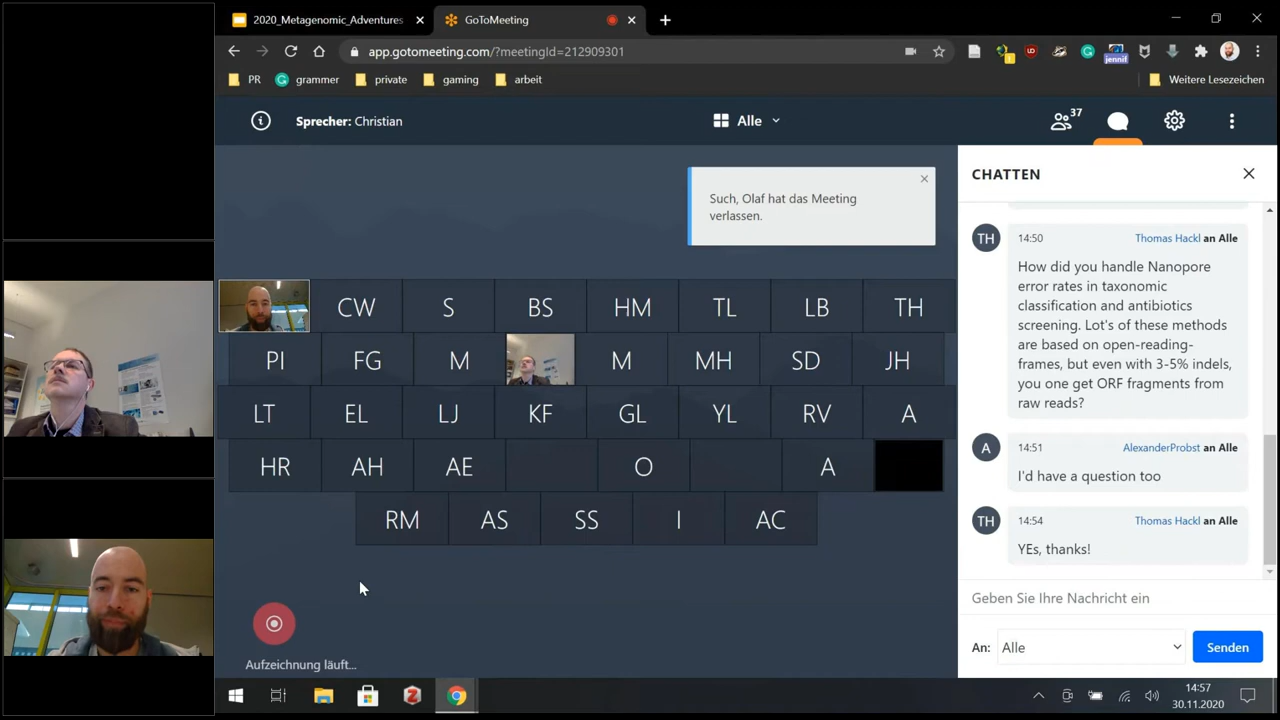 2020_Metagenomic_Adventures
GoToMeeting
app.gotomeeting.com/?meetingId=212909301
1
jennif
PR
grammer
private
gaming
arbeit
Weitere Lesezeichen
Sprecher: Christian
Alle
37
Such, Olaf hat das Meeting
verlassen.
CW S BS HM TL LB TH
PI FG M M MH SD JH
LT EL LJ KF GL YL RV A
HR AH AE O A
RM AS SS I AC
Aufzeichnung läuft...
CHATTEN
TH 14:50 Thomas Hackl an Alle
How did you handle Nanopore
error rates in taxonomic
classification and antibiotics
screening. Lot's of these methods
are based on open-reading-
frames, but even with 3-5% indels,
you one get ORF fragments from
raw reads?
A 14:51 AlexanderProbst an Alle
I'd have a question too
TH 14:54 Thomas Hackl an Alle
YEs, thanks!
Geben Sie Ihre Nachricht ein
An: Alle Senden
14:57
30.11.2020